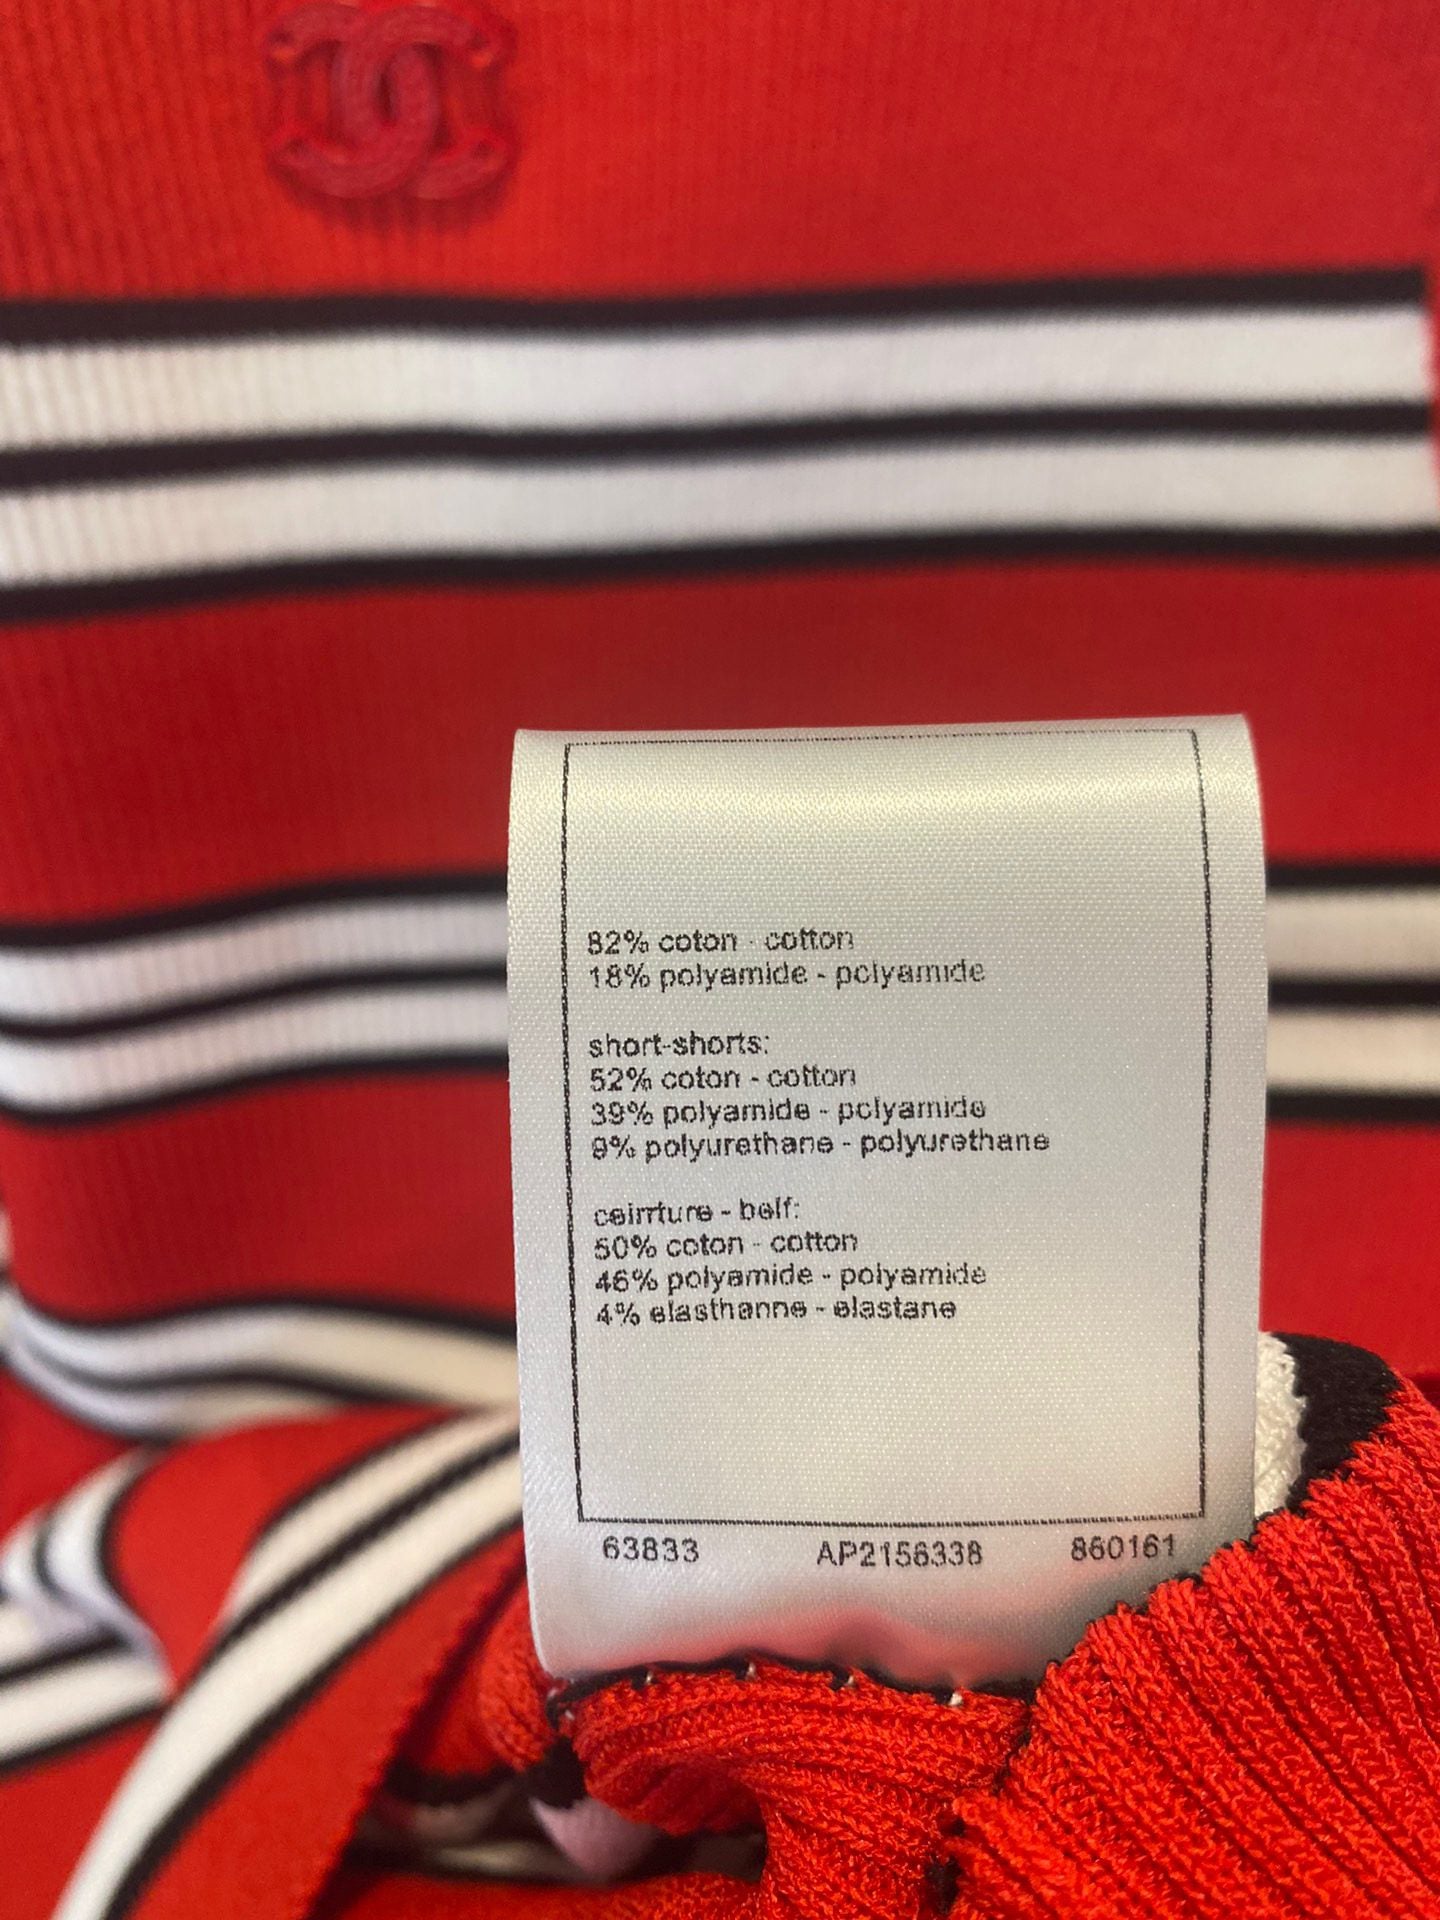 82% coton - cotton
18% polyamide - polyamide
short-shorts:
52% coton - cotton
39% polyamide - polyamide
9% polyurethane - polyurethane
ceinture - belt:
50% coton - cotton
46% polyamide - polyamide
4% elasthanne - elastane
63833 AP2156338 860161